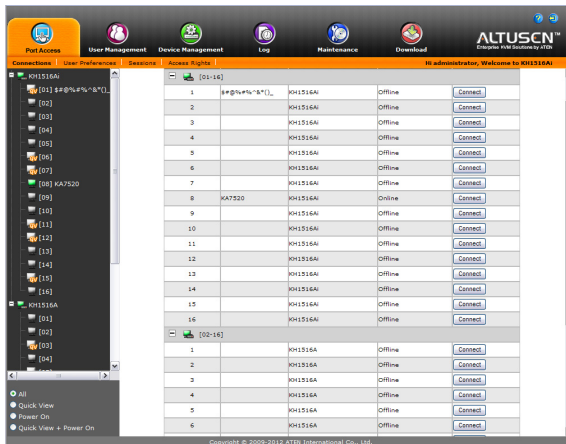 Port Access
User Management
Device Management
Log
Maintenance
Download
ALTUSCN™
Enterprise KVM Solutions by ATEN
Connections
User Preferences
Sessions
Access Rights
Hi administrator, Welcome to KH1516Ai
KH1516Ai
[01] $#@%#%^&*()_
[02]
[03]
[04]
[05]
[06]
[07]
[08] KA7520
[09]
[10]
[11]
[12]
[13]
[14]
[15]
[16]
KH1516A
[01]
[02]
[03]
[04]
All
Quick View
Power On
Quick View + Power On
[01-16]
1 $#@%#%^&*()_ KH1516Ai Offline Connect
2 KH1516Ai Offline Connect
3 KH1516Ai Offline Connect
4 KH1516Ai Offline Connect
5 KH1516Ai Offline Connect
6 KH1516Ai Offline Connect
7 KH1516Ai Offline Connect
8 KA7520 KH1516Ai Online Connect
9 KH1516Ai Offline Connect
10 KH1516Ai Offline Connect
11 KH1516Ai Offline Connect
12 KH1516Ai Offline Connect
13 KH1516Ai Offline Connect
14 KH1516Ai Offline Connect
15 KH1516Ai Offline Connect
16 KH1516Ai Offline Connect
[02-16]
1 KH1516A Offline Connect
2 KH1516A Offline Connect
3 KH1516A Offline Connect
4 KH1516A Offline Connect
5 KH1516A Offline Connect
6 KH1516A Offline Connect
Copyright © 2009-2012 ATEN International Co., Ltd.